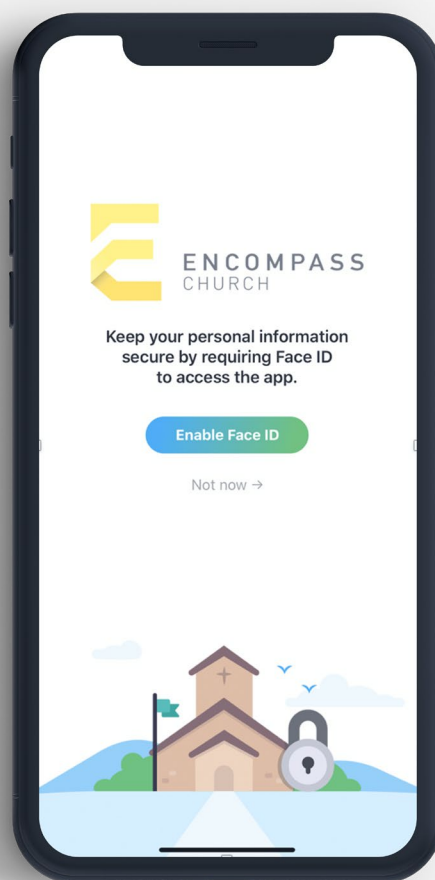 ENCOMPASS
CHURCH
Keep your personal information
secure by requiring Face ID
to access the app.
Enable Face ID
Not now →